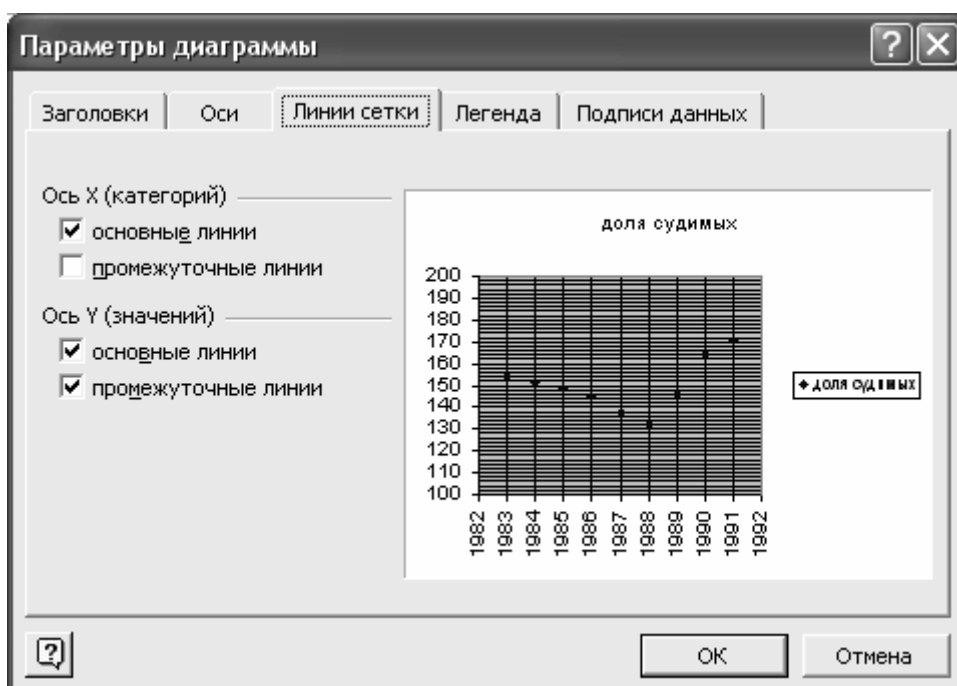 Параметры диаграммы
Заголовки Оси Линии сетки Легенда Подписи данных
Ось X (категорий)
основные линии
промежуточные линии
Ось Y (значений)
основные линии
промежуточные линии
доля судимых
200
190
180
170
160
150
140
130
120
110
100
1982 1983 1984 1985 1986 1987 1988 1989 1990 1991 1992
доля судимых
ОК Отмена